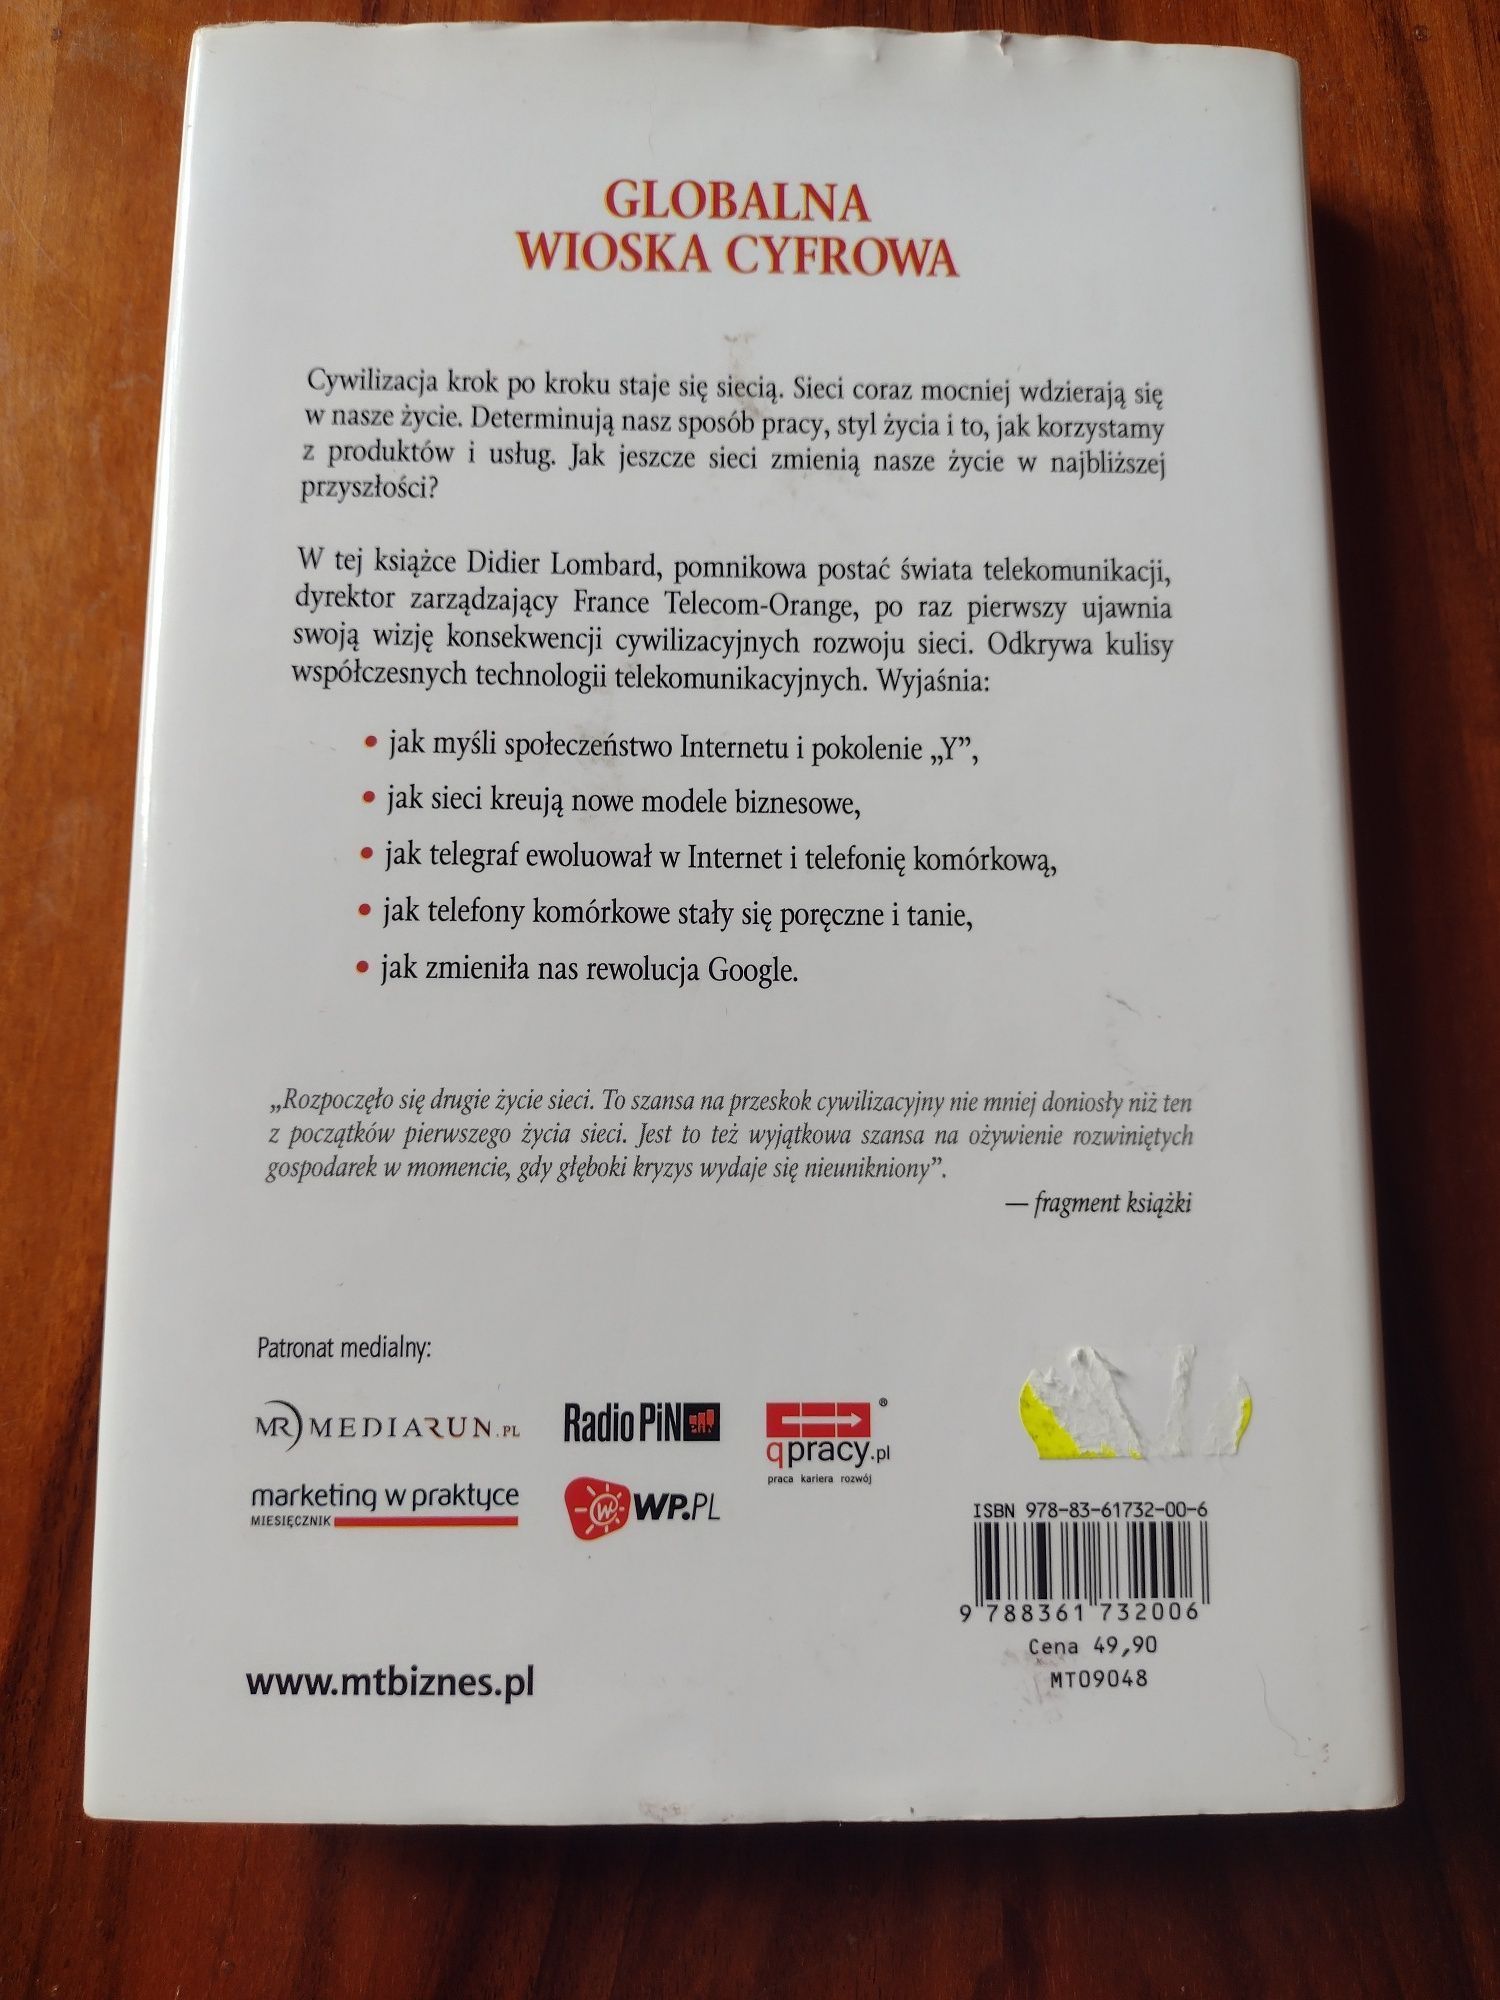 GLOBALNA
WIOSKA CYFROWA
Cywilizacja krok po kroku staje się siecią. Sieci coraz mocniej wdzierają się
w nasze życie. Determinują nasz sposób pracy, styl życia i to, jak korzystamy
z produktów i usług. Jak jeszcze sieci zmienią nasze życie w najbliższej
przyszłości?
W tej książce Didier Lombard, pomnikowa postać świata telekomunikacji,
dyrektor zarządzający France Telecom-Orange, po raz pierwszy ujawnia
swoją wizję konsekwencji cywilizacyjnych rozwoju sieci. Odkrywa kulisy
współczesnych technologii telekomunikacyjnych. Wyjaśnia:
• jak myśli społeczeństwo Internetu i pokolenie „Y”,
• jak sieci kreują nowe modele biznesowe,
• jak telegraf ewoluował w Internet i telefonię komórkową,
• jak telefony komórkowe stały się poręczne i tanie,
• jak zmieniła nas rewolucja Google.
„Rozpoczęło się drugie życie sieci. To szansa na przeskok cywilizacyjny nie mniej doniosły niż ten
z początków pierwszego życia sieci. Jest to też wyjątkowa szansa na ożywienie rozwiniętych
gospodarek w momencie, gdy głęboki kryzys wydaje się nieunikniony”.
— fragment książki
Patronat medialny:
MR MEDIARUN.PL
Radio PiN
qpracy.pl ®
praca kariera rozwój
marketing w praktyce
MIESIĘCZNIK
W WP.PL
ISBN 978-83-61732-00-6
9 788361 732006
Cena 49,90
MT09048
www.mtbiznes.pl